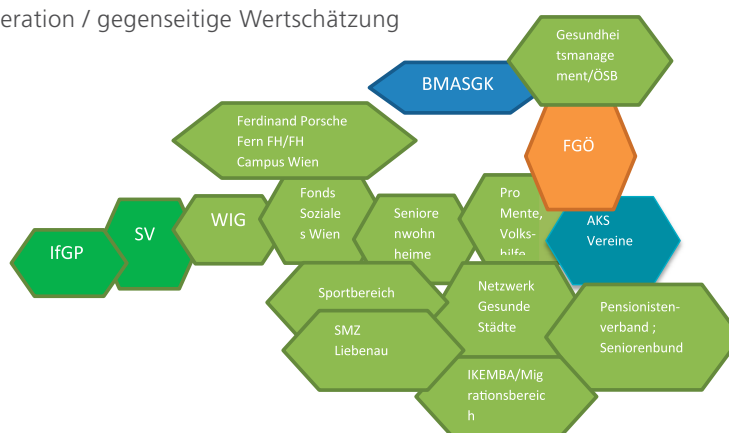 eration / gegenseitige Wertschätzung
Gesundhei
tsmanage
ment/ÖSB
BMASGK
Ferdinand Porsche
Fern FH/FH
Campus Wien
FGÖ
Fonds
Soziale
s Wien
Pro
Mente,
Volks-
hilfe
WIG
Seniore
nwohn
heime
AKS
Vereine
SV
IfGP
Sportbereich
Netzwerk
Gesunde
Städte
Pensionisten-
verband ;
Seniorenbund
SMZ
Liebenau
IKEMBA/Mig
rationsbereic
h